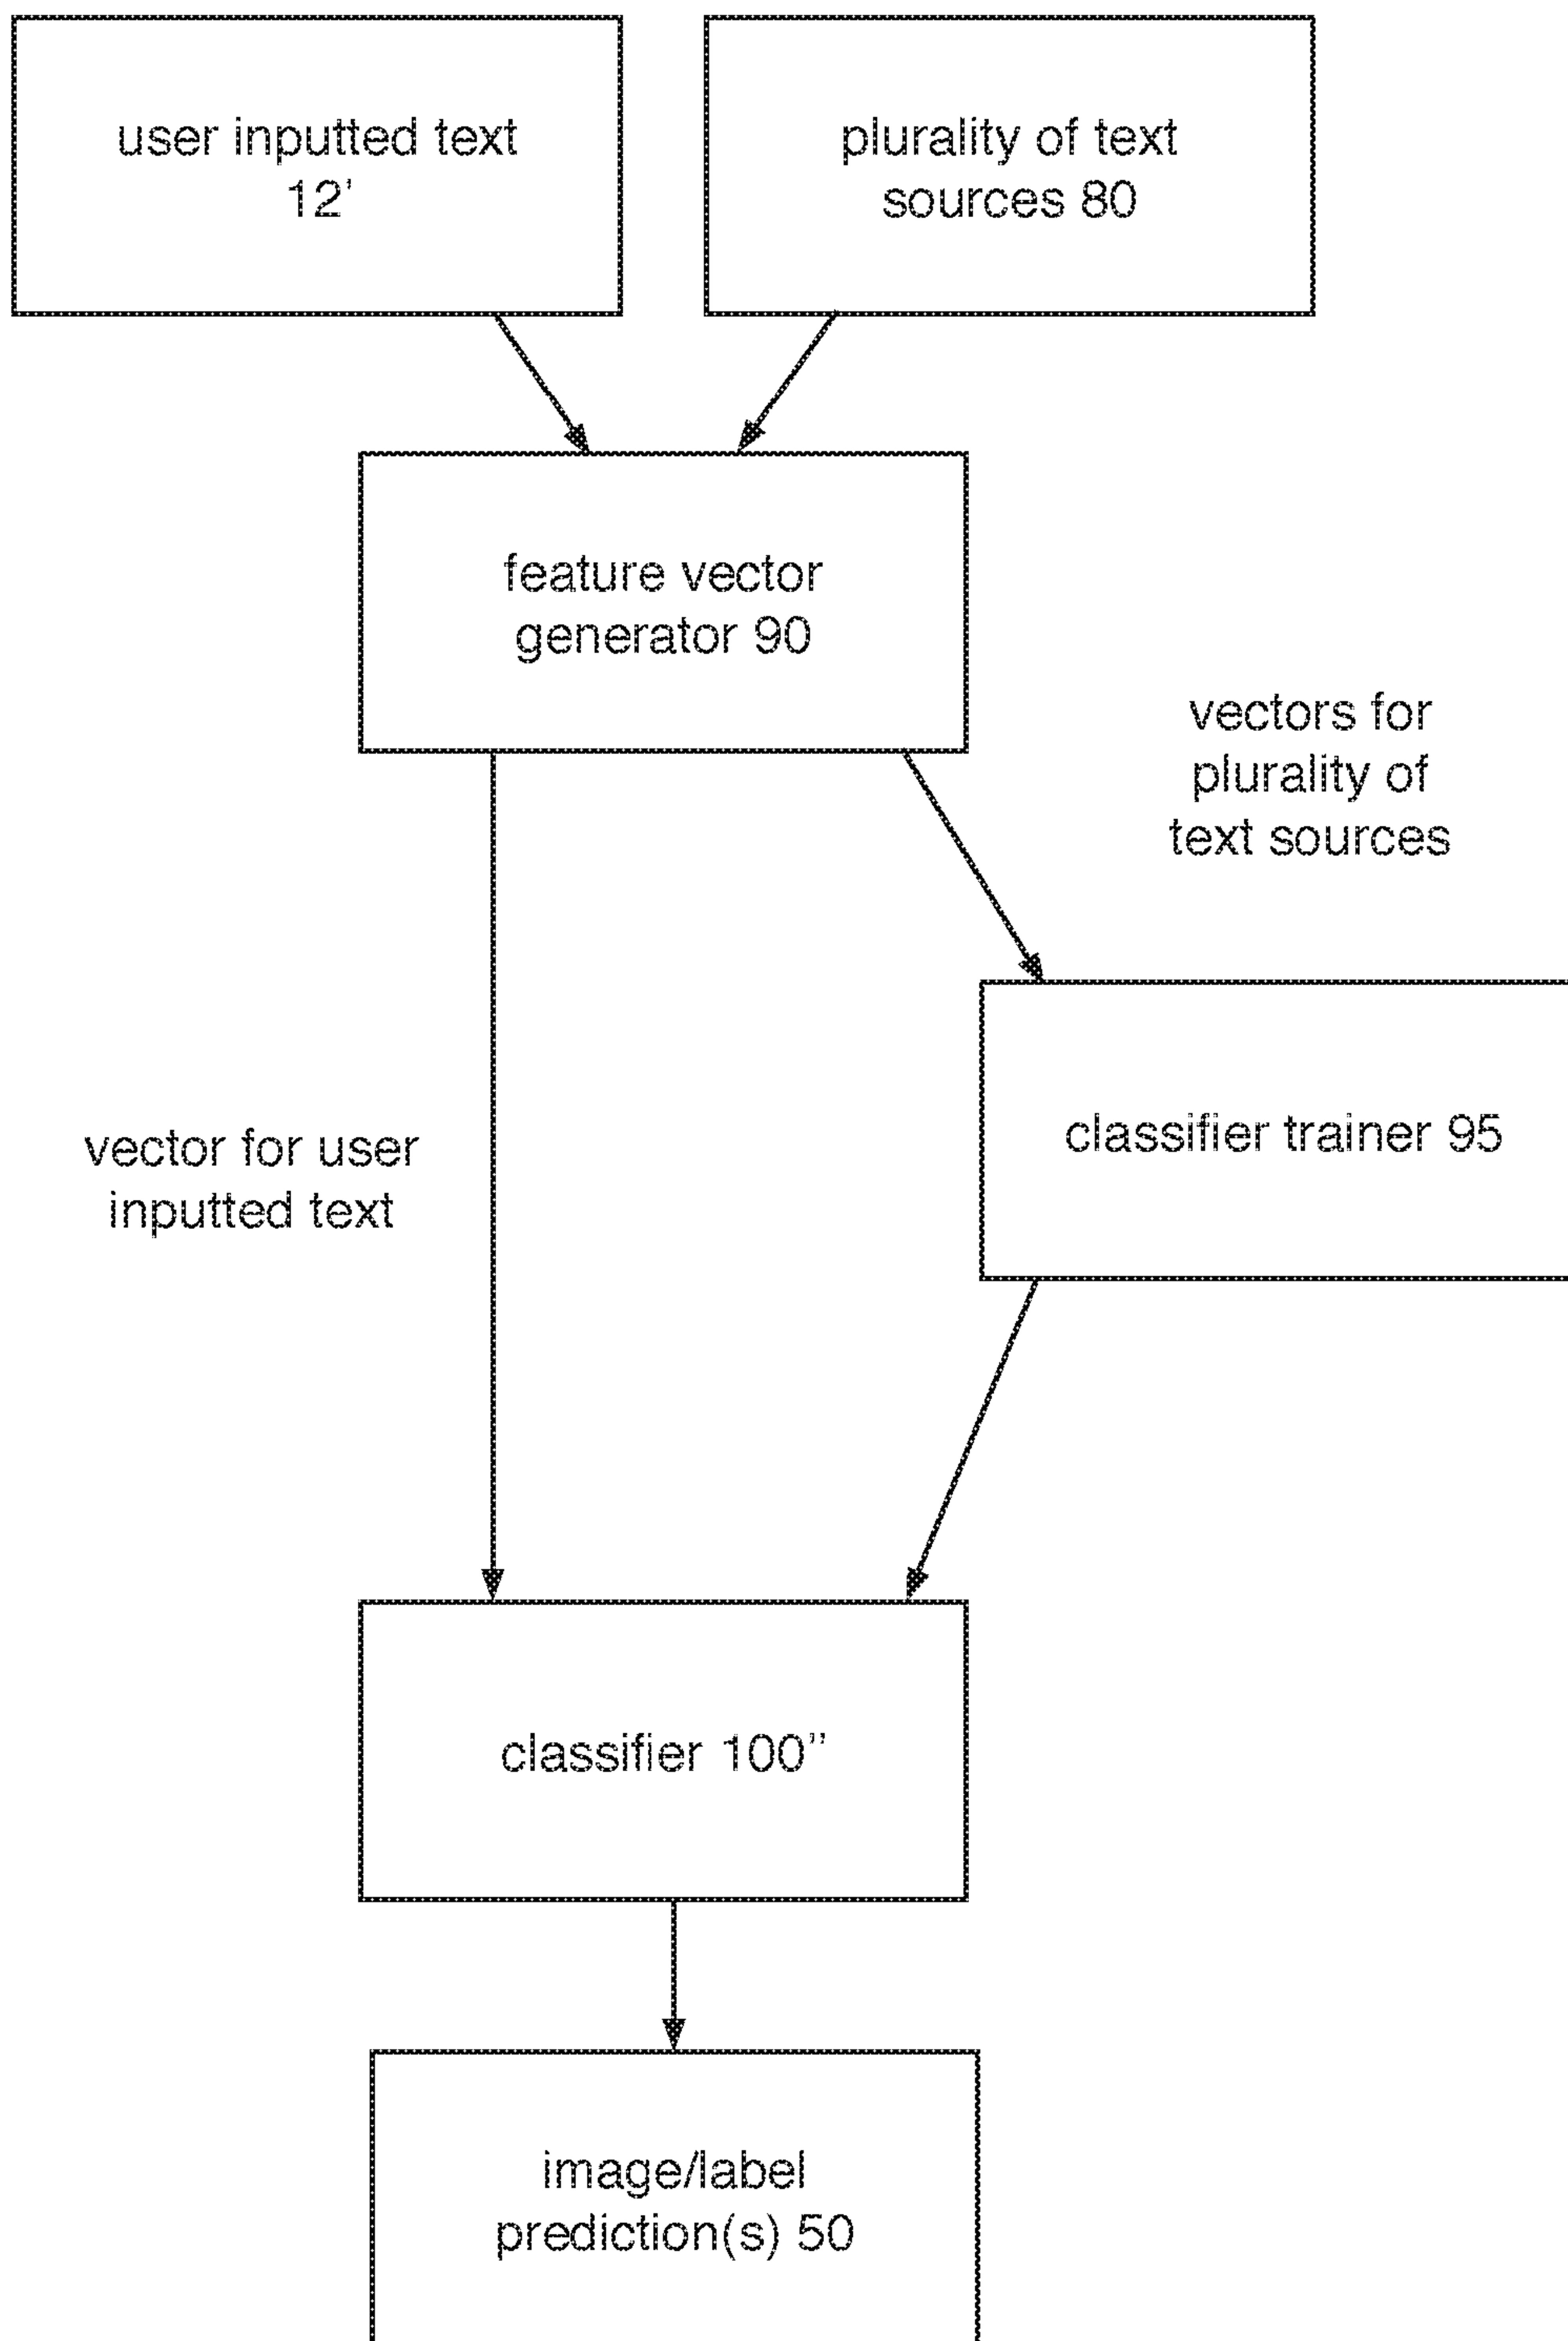 user inputted text
12'
plurality of text
sources 80
feature vector
generator 90
vectors for
plurality of
text sources
classifier trainer 95
vector for user
inputted text
classifier 100”
image/label
prediction(s) 50